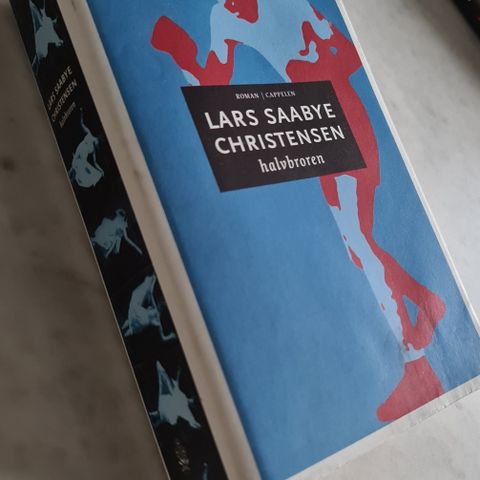 ROMAN | CAPPELEN
LARS SAABYE
CHRISTENSEN
halvbroren
LARS SAABYE
CHRISTENSEN
halvbroren